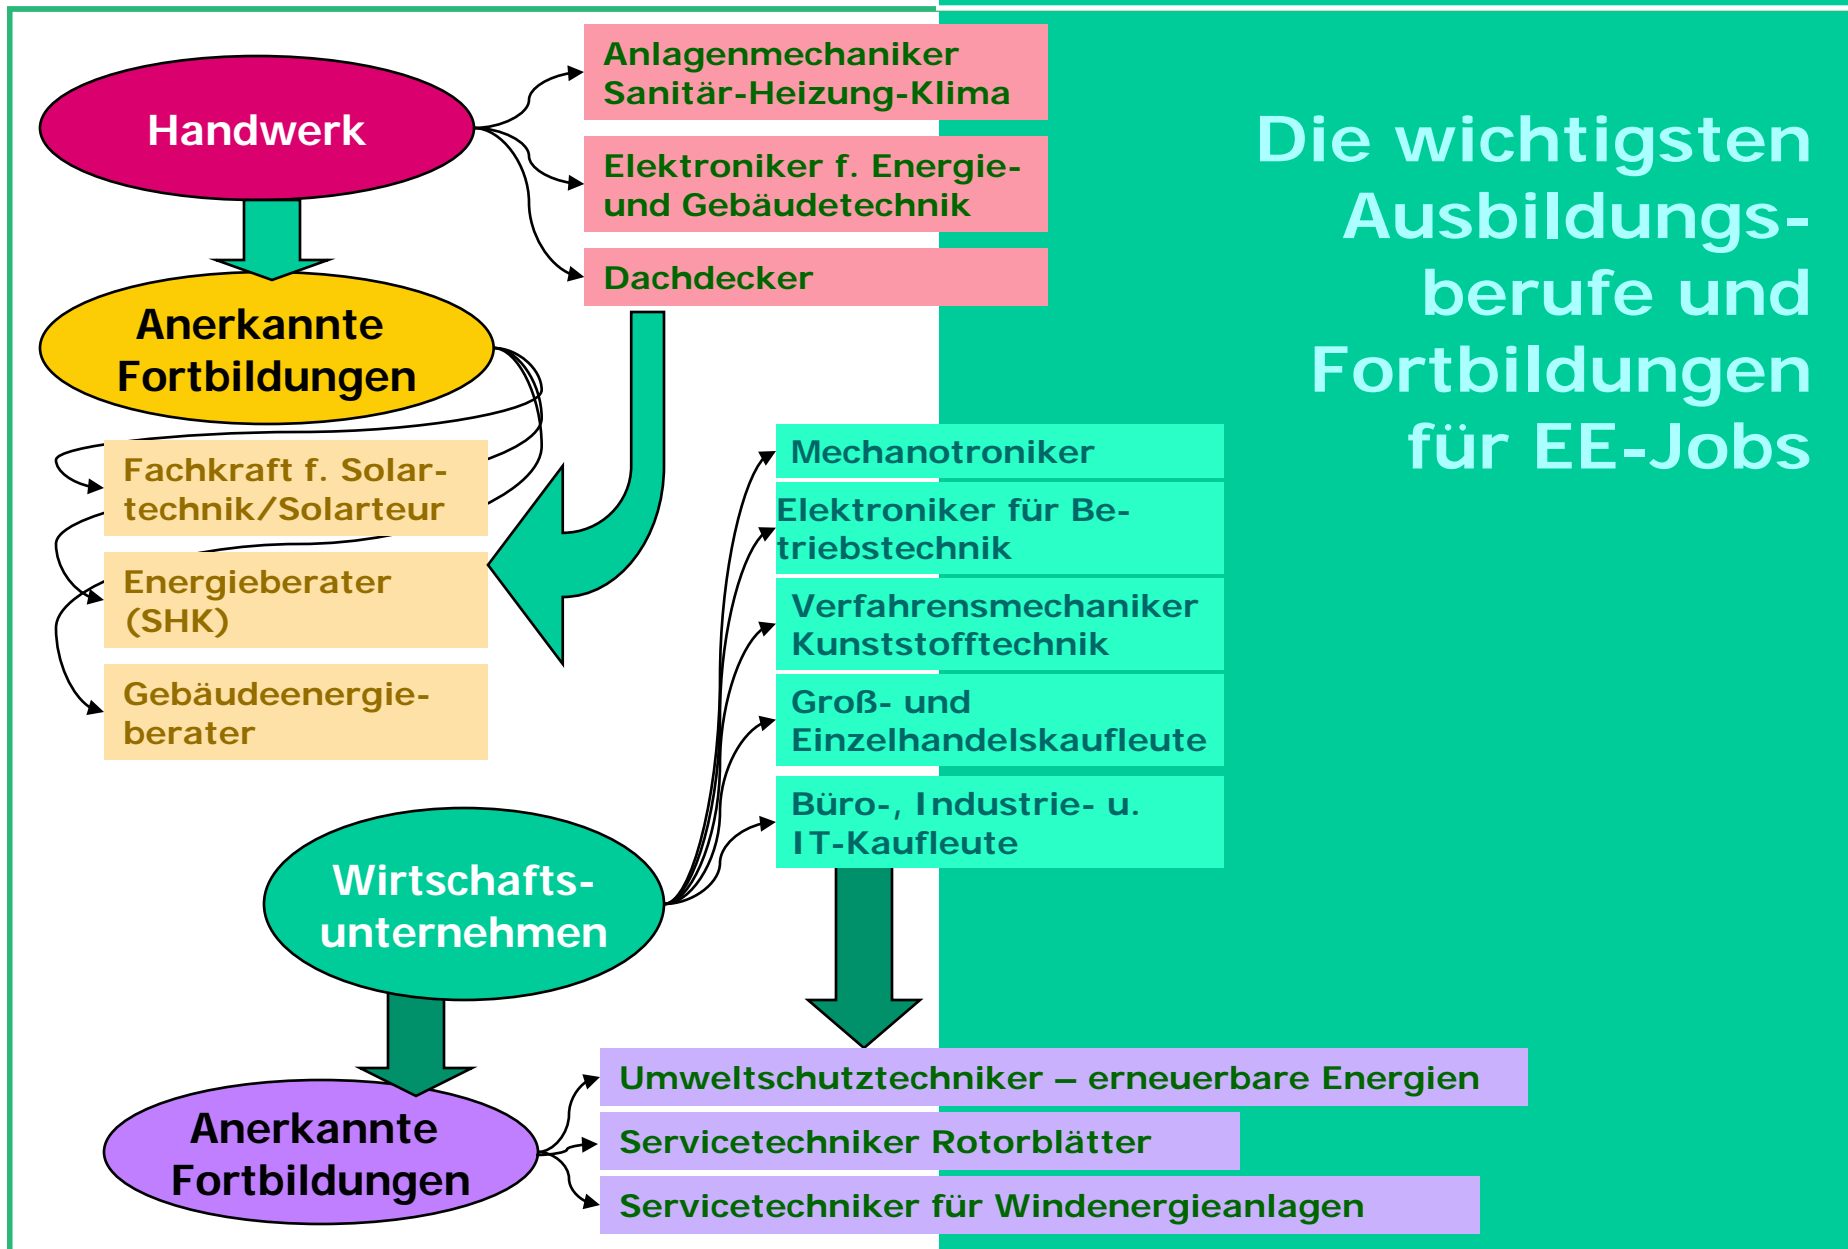 Die wichtigsten
Ausbildungs-
berufe und
Fortbildungen
für EE-Jobs
Handwerk
Anlagenmechaniker
Sanitär-Heizung-Klima
Elektroniker f. Energie-
und Gebäudetechnik
Dachdecker
Anerkannte
Fortbildungen
Fachkraft f. Solar-
technik/Solarteur
Energieberater
(SHK)
Gebäudeenergie-
berater
Wirtschafts-
unternehmen
Mechanotroniker
Elektroniker für Be-
triebstechnik
Verfahrensmechaniker
Kunststofftechnik
Groß- und
Einzelhandelskaufleute
Büro-, Industrie- u.
IT-Kaufleute
Anerkannte
Fortbildungen
Umweltschutztechniker – erneuerbare Energien
Servicetechniker Rotorblätter
Servicetechniker für Windenergieanlagen